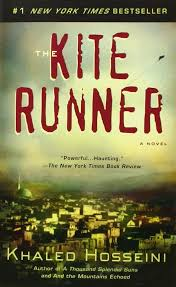 #1 NEW YORK TIMES BESTSELLER
THE
KITE
RUNNER
A NOVEL
"Powerful...Haunting."
—The New York Times Book Review
KHALED HOSSEINI
Author of A Thousand Splendid Suns
and And the Mountains Echoed